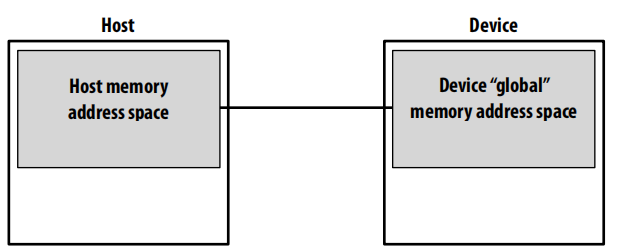 Host
Device
Host memory
address space
Device “global”
memory address space